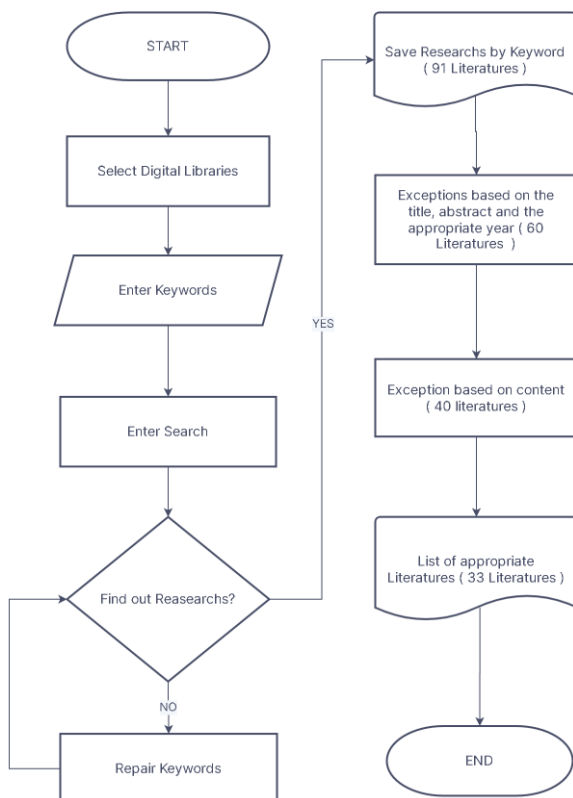 START
Select Digital Libraries
Enter Keywords
Enter Search
Find out Reasearchs?
NO
Repair Keywords
YES
Save Researchs by Keyword
( 91 Literatures )
Exceptions based on the
title, abstract and the
appropriate year ( 60
Literatures )
Exception based on content
( 40 literatures )
List of appropriate
Literatures ( 33 Literatures )
END